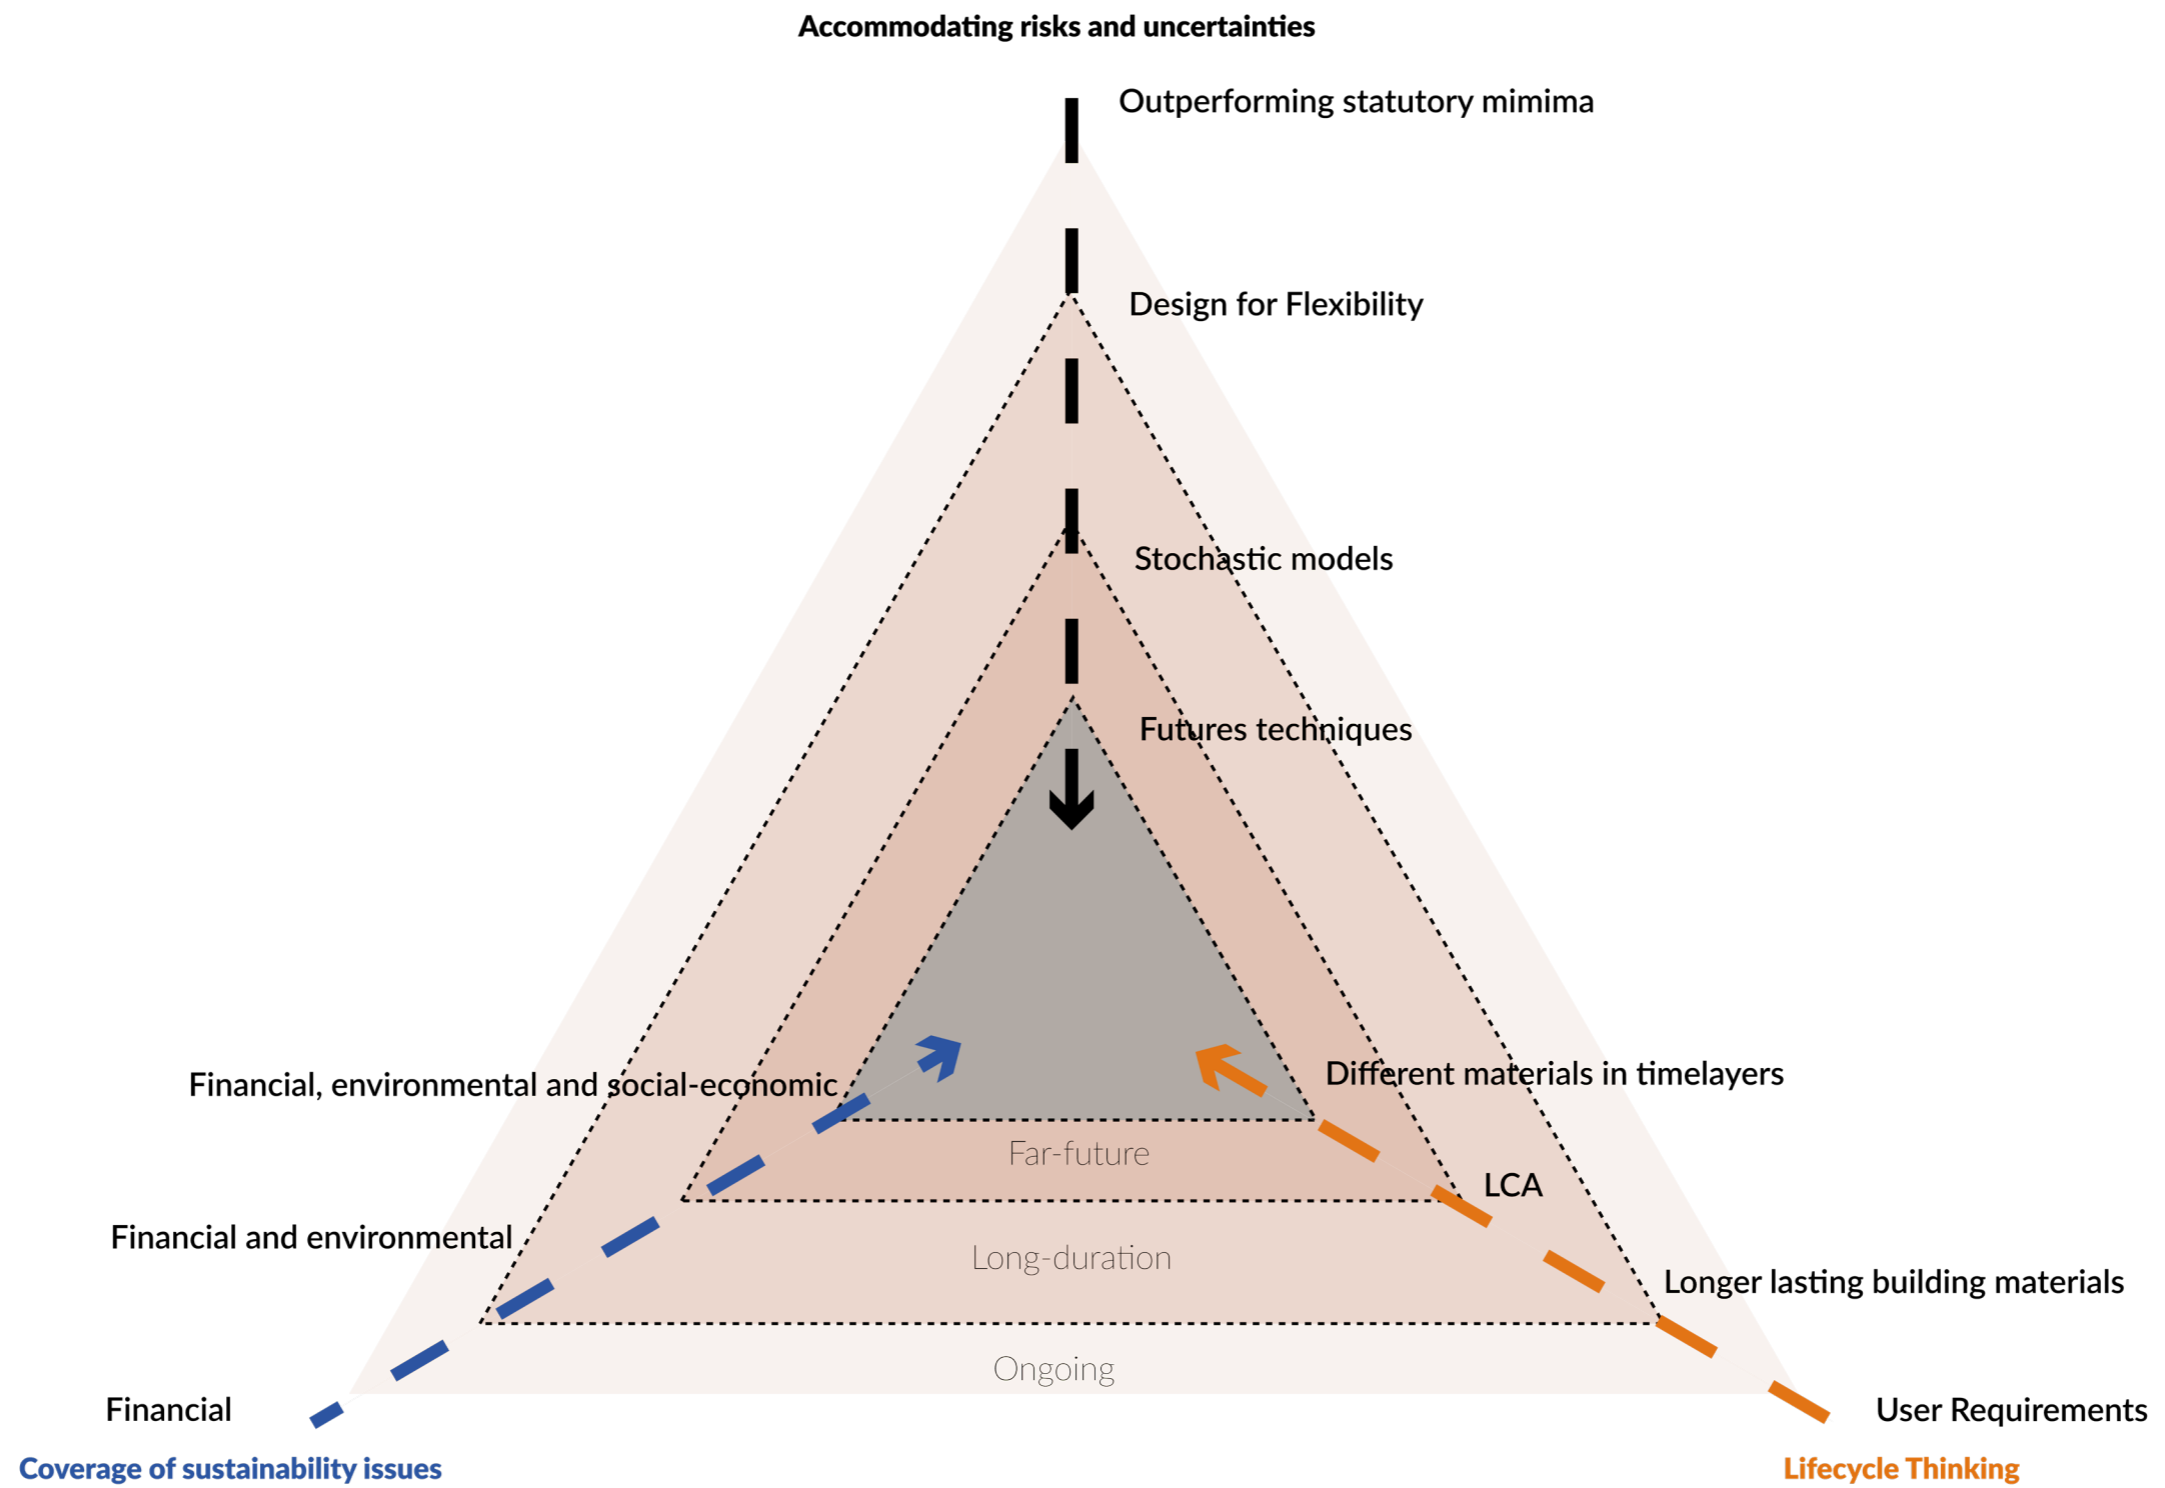 Accommodating risks and uncertainties
Outperforming statutory mimima
Design for Flexibility
Stochastic models
Futures techniques
Different materials in timelayers
Financial, environmental and social-economic
Far-future
LCA
Financial and environmental
Long-duration
Longer lasting building materials
Ongoing
Financial
User Requirements
Coverage of sustainability issues
Lifecycle Thinking